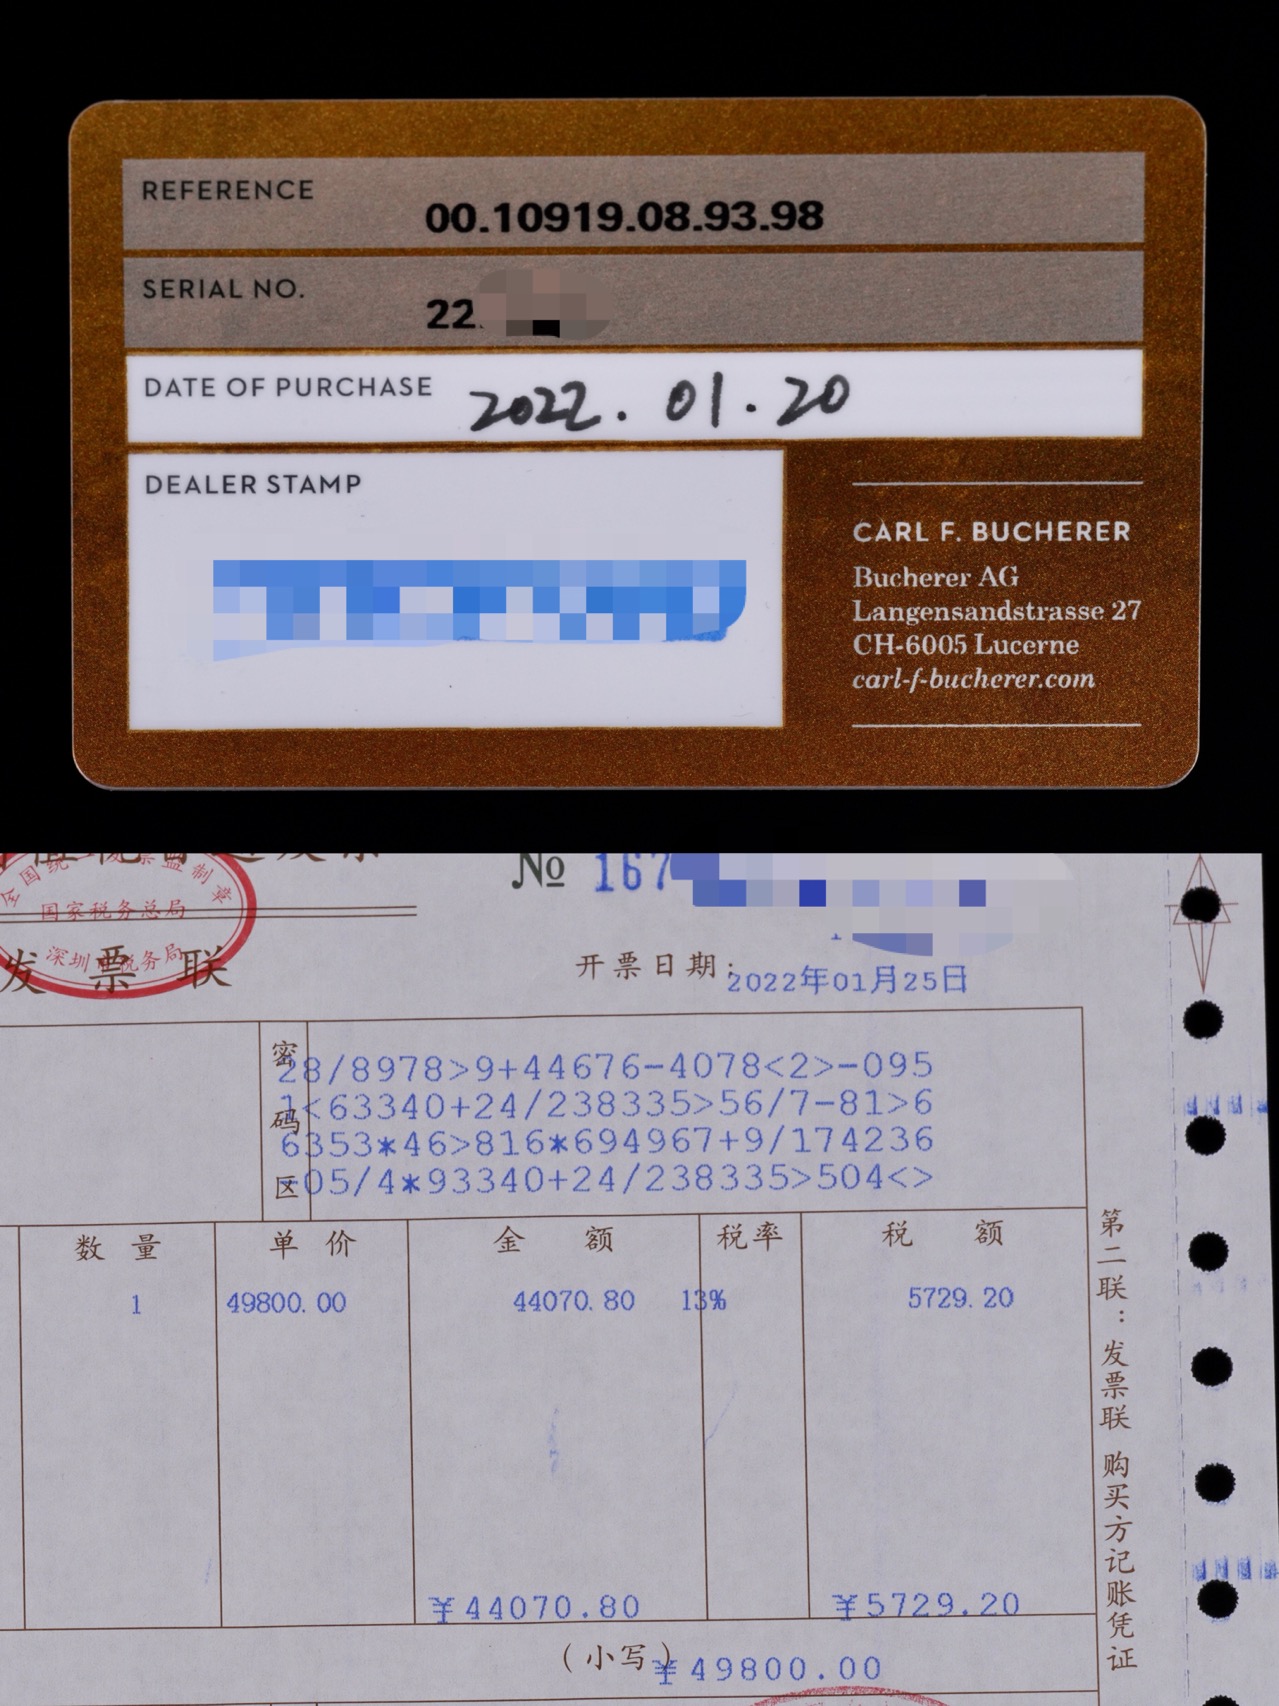 REFERENCE
00.10919.08.93.98
SERIAL NO.
22
DATE OF PURCHASE 2022.01.20
DEALER STAMP
CARL F. BUCHERER
Bucherer AG
Langensandstrasse 27
CH-6005 Lucerne
carl-f-bucherer.com
全国统一发票监制章
国家税务总局
深圳市税务局
发票联
№ 167
开票日期: 2022年01月25日
密码区
28/8978>9+44676-4078<2>-095
1<63340+24/238335>56/7-81>6
6353*46>816*694967+9/174236
+05/4*93340+24/238335>504<>
数量 单价 金额 税率 税额
1 49800.00 44070.80 13% 5729.20
¥44070.80 ¥5729.20
(小写) ¥49800.00
第二联:发票联 购买方记账凭证